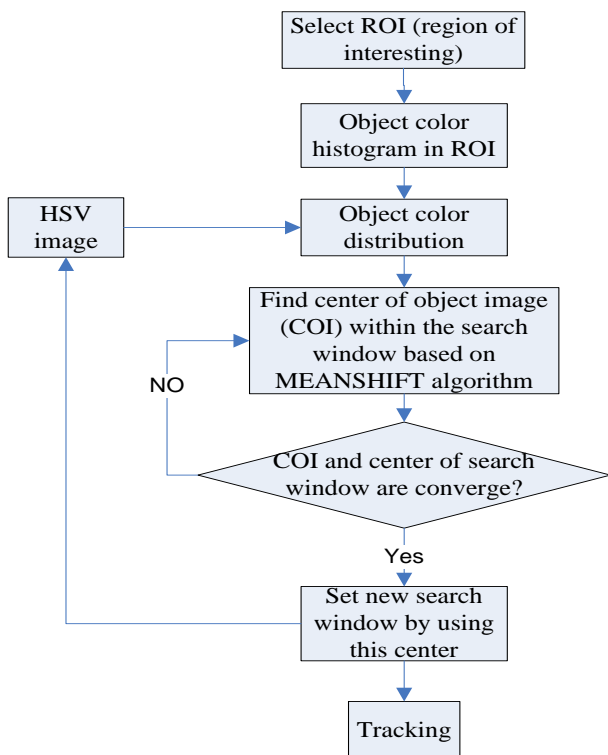 Select ROI (region of
interesting)
Object color
histogram in ROI
HSV
image
Object color
distribution
Find center of object image
(COI) within the search
window based on
MEANSHIFT algorithm
NO
COI and center of search
window are converge?
Yes
Set new search
window by using
this center
Tracking